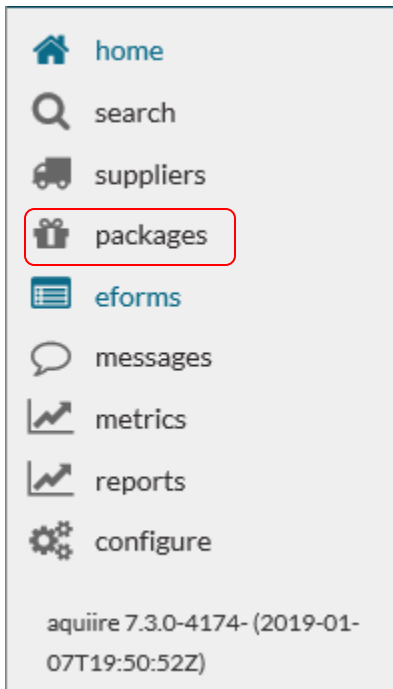 home
search
suppliers
packages
eforms
messages
metrics
reports
configure
aquiire 7.3.0-4174- (2019-01-
07T19:50:52Z)